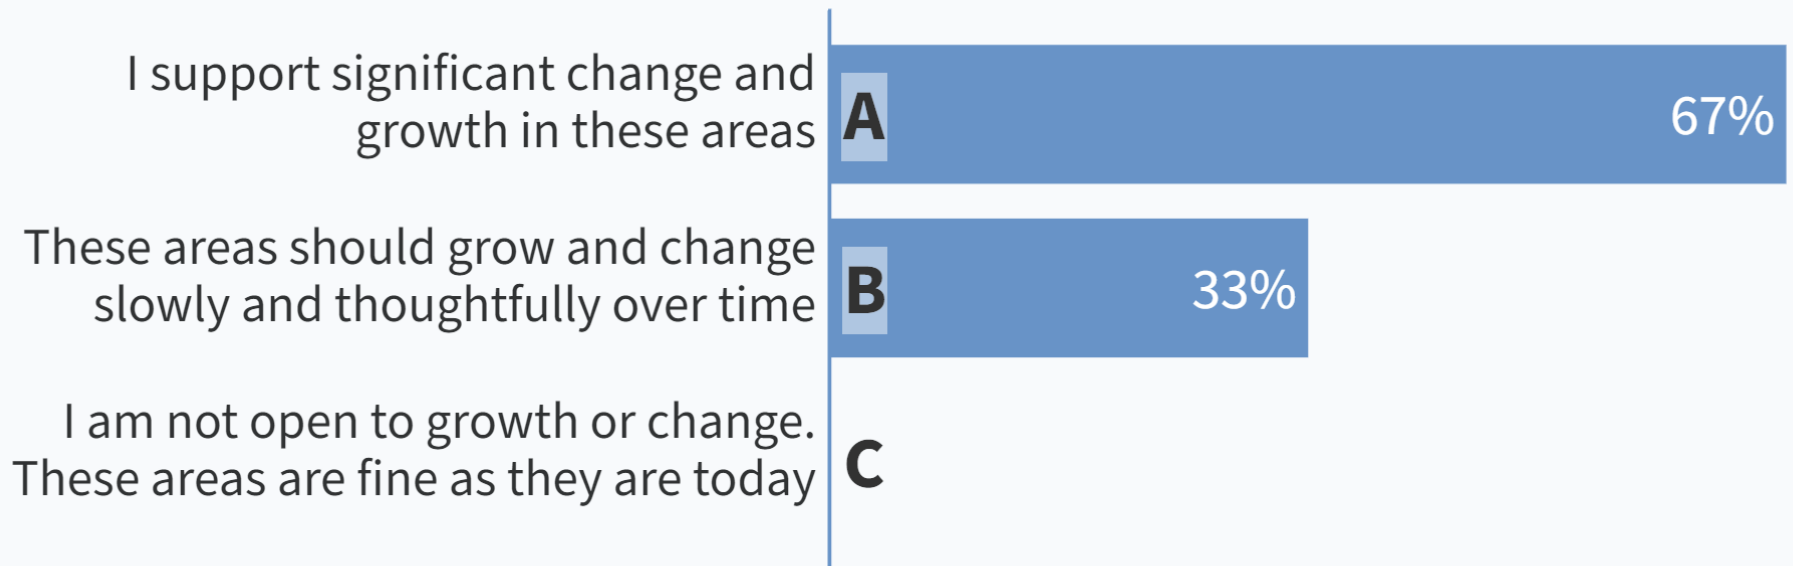 I support significant change and
growth in these areas
A
67%
These areas should grow and change
slowly and thoughtfully over time
B
33%
I am not open to growth or change.
These areas are fine as they are today
C